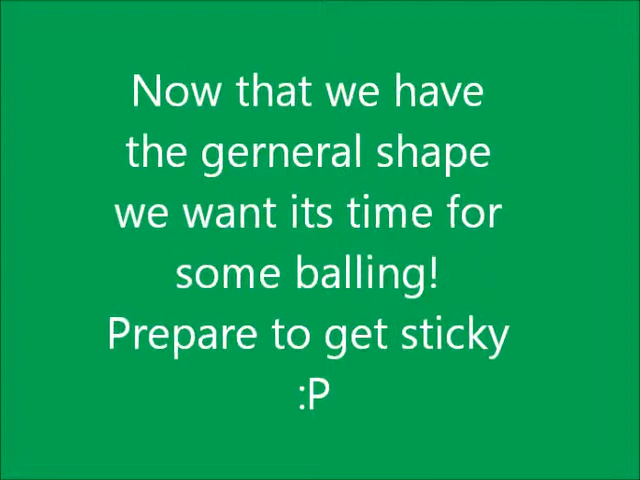 Now that we have
the gerneral shape
we want its time for
some balling!
Prepare to get sticky
:P